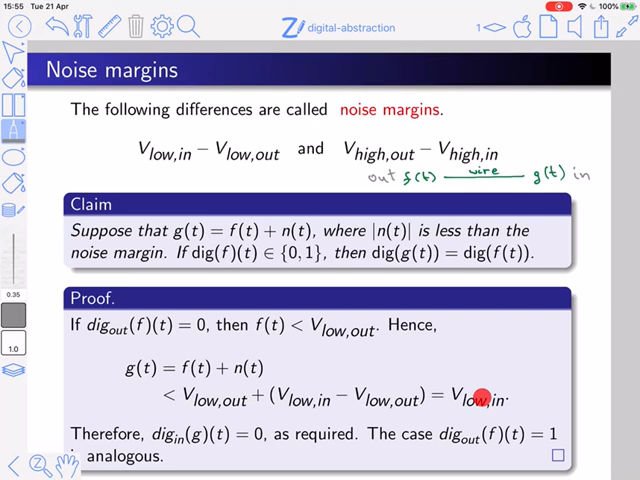 15:55 Tue 21 Apr
100%
digital-abstraction
1
Noise margins
The following differences are called noise margins.
V_low,in − V_low,out and V_high,out − V_high,in
out f(t) wire g(t) in
Claim
Suppose that g(t) = f(t) + n(t), where |n(t)| is less than the
noise margin. If dig(f)(t) ∈ {0, 1}, then dig(g(t)) = dig(f(t)).
Proof.
If dig_out(f)(t) = 0, then f(t) < V_low,out. Hence,
g(t) = f(t) + n(t)
< V_low,out + (V_low,in − V_low,out) = V_low,in.
Therefore, dig_in(g)(t) = 0, as required. The case dig_out(f)(t) = 1
analogous.
0.35
1.0